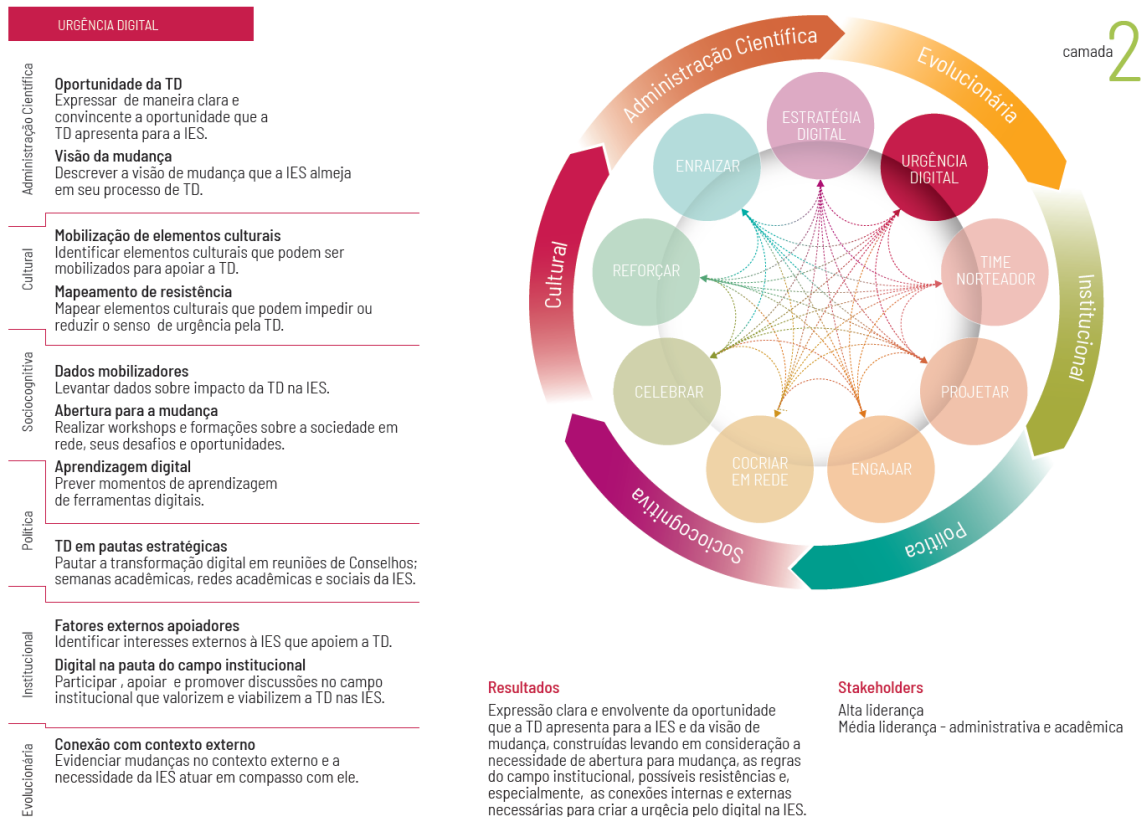 URGÊNCIA DIGITAL
Administração Científica
Oportunidade da TD
Expressar de maneira clara e
convincente a oportunidade que a
TD apresenta para a IES.
Visão da mudança
Descrever a visão de mudança que a IES almeja
em seu processo de TD.
Cultural
Mobilização de elementos culturais
Identificar elementos culturais que podem ser
mobilizados para apoiar a TD.
Mapeamento de resistência
Mapear elementos culturais que podem impedir ou
reduzir o senso de urgência pela TD.
Sociocognitiva
Dados mobilizadores
Levantar dados sobre impacto da TD na IES.
Abertura para a mudança
Realizar workshops e formações sobre a sociedade em
rede, seus desafios e oportunidades.
Aprendizagem digital
Prever momentos de aprendizagem
de ferramentas digitais.
Política
TD em pautas estratégicas
Pautar a transformação digital em reuniões de Conselhos;
semanas acadêmicas, redes acadêmicas e sociais da IES.
Institucional
Fatores externos apoiadores
Identificar interesses externos à IES que apoiem a TD.
Digital na pauta do campo institucional
Participar , apoiar e promover discussões no campo
institucional que valorizem e viabilizem a TD nas IES.
Evolucionária
Conexão com contexto externo
Evidenciar mudanças no contexto externo e a
necessidade da IES atuar em compasso com ele.
camada 2
Administração Científica
Evolucionária
Institucional
Política
Sociocognitiva
Cultural
ESTRATÉGIA
DIGITAL
URGÊNCIA
DIGITAL
TIME
NORTEADOR
PROJETAR
ENGAJAR
COCRIAR
EM REDE
CELEBRAR
REFORÇAR
ENRAIZAR
Resultados
Expressão clara e envolvente da oportunidade
que a TD apresenta para a IES e da visão de
mudança, construídas levando em consideração a
necessidade de abertura para mudança, as regras
do campo institucional, possíveis resistências e,
especialmente, as conexões internas e externas
necessárias para criar a urgêcia pelo digital na IES.
Stakeholders
Alta liderança
Média liderança - administrativa e acadêmica